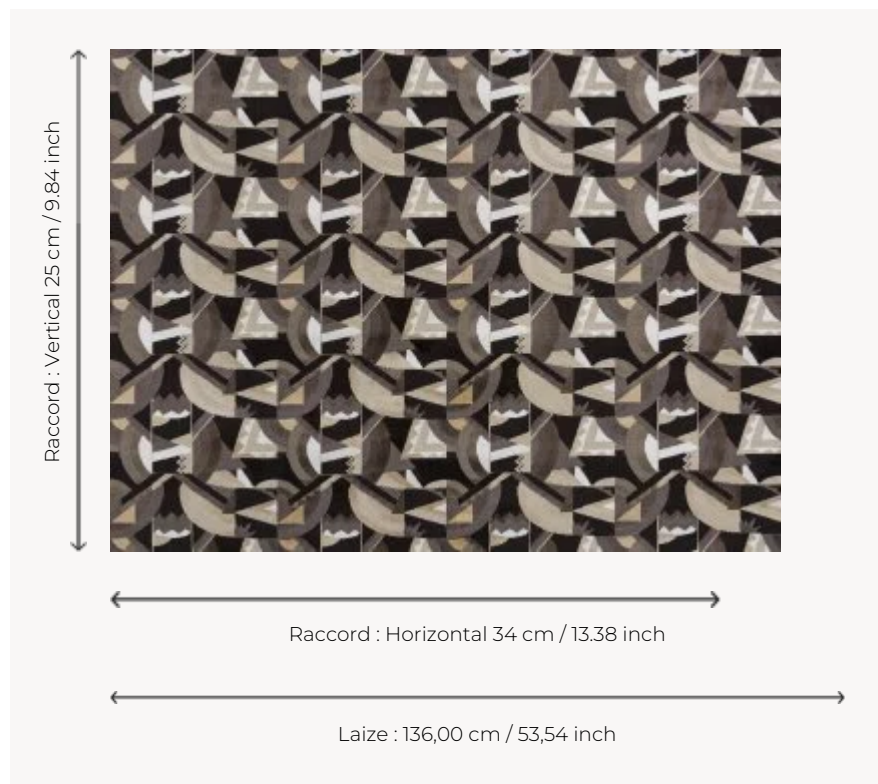 Raccord : Vertical 25 cm / 9.84 inch
Raccord : Horizontal 34 cm / 13.38 inch
Laize : 136,00 cm / 53,54 inch